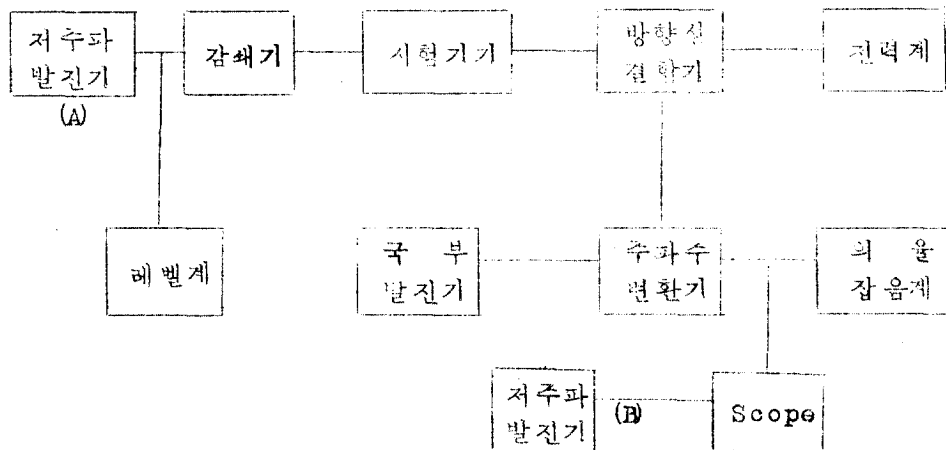 저주파
발진기
(A)
감쇄기
시험기기
방향성
결합기
전력계
레벨계
국부
발진기
주파수
변환기
의율
잡음계
저주파
발진기
(B)
Scope